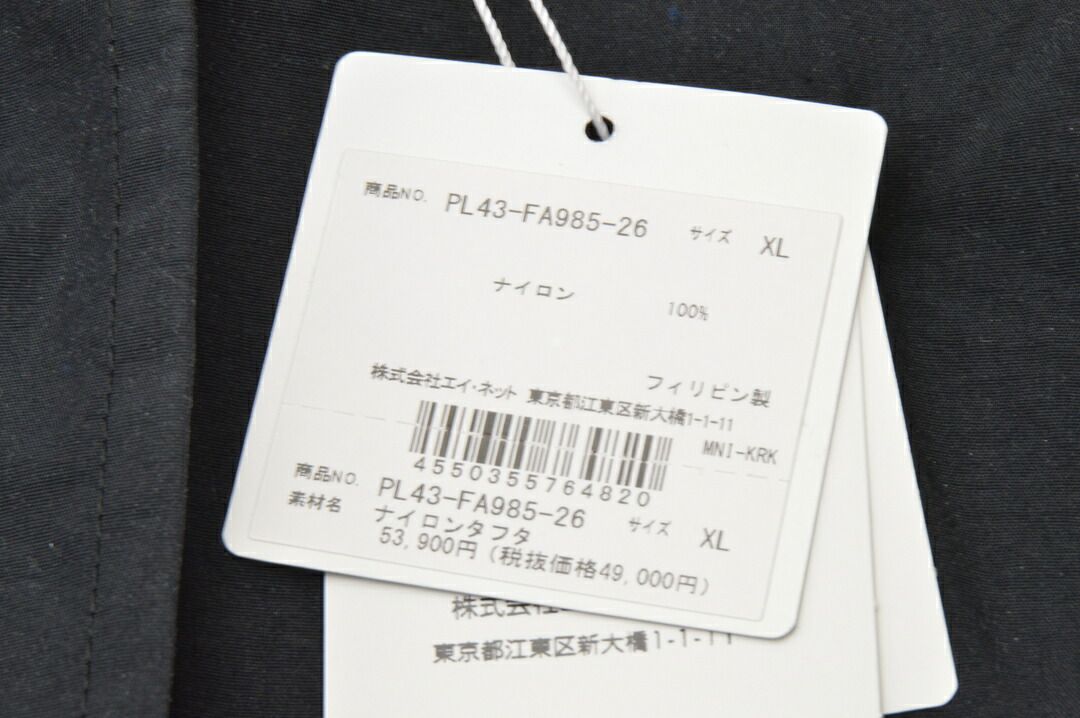 商品NO. PL43-FA985-26 サイズ XL
ナイロン 100%
フィリピン製
株式会社エイ・ネット 東京都江東区新大橋1-1-11
MNI-KRK
4550355764820
商品NO. PL43-FA985-26 サイズ XL
素材名 ナイロンタフタ
53,900円(税抜価格49,000円)
株式会
東京都江東区新大橋1-1-11